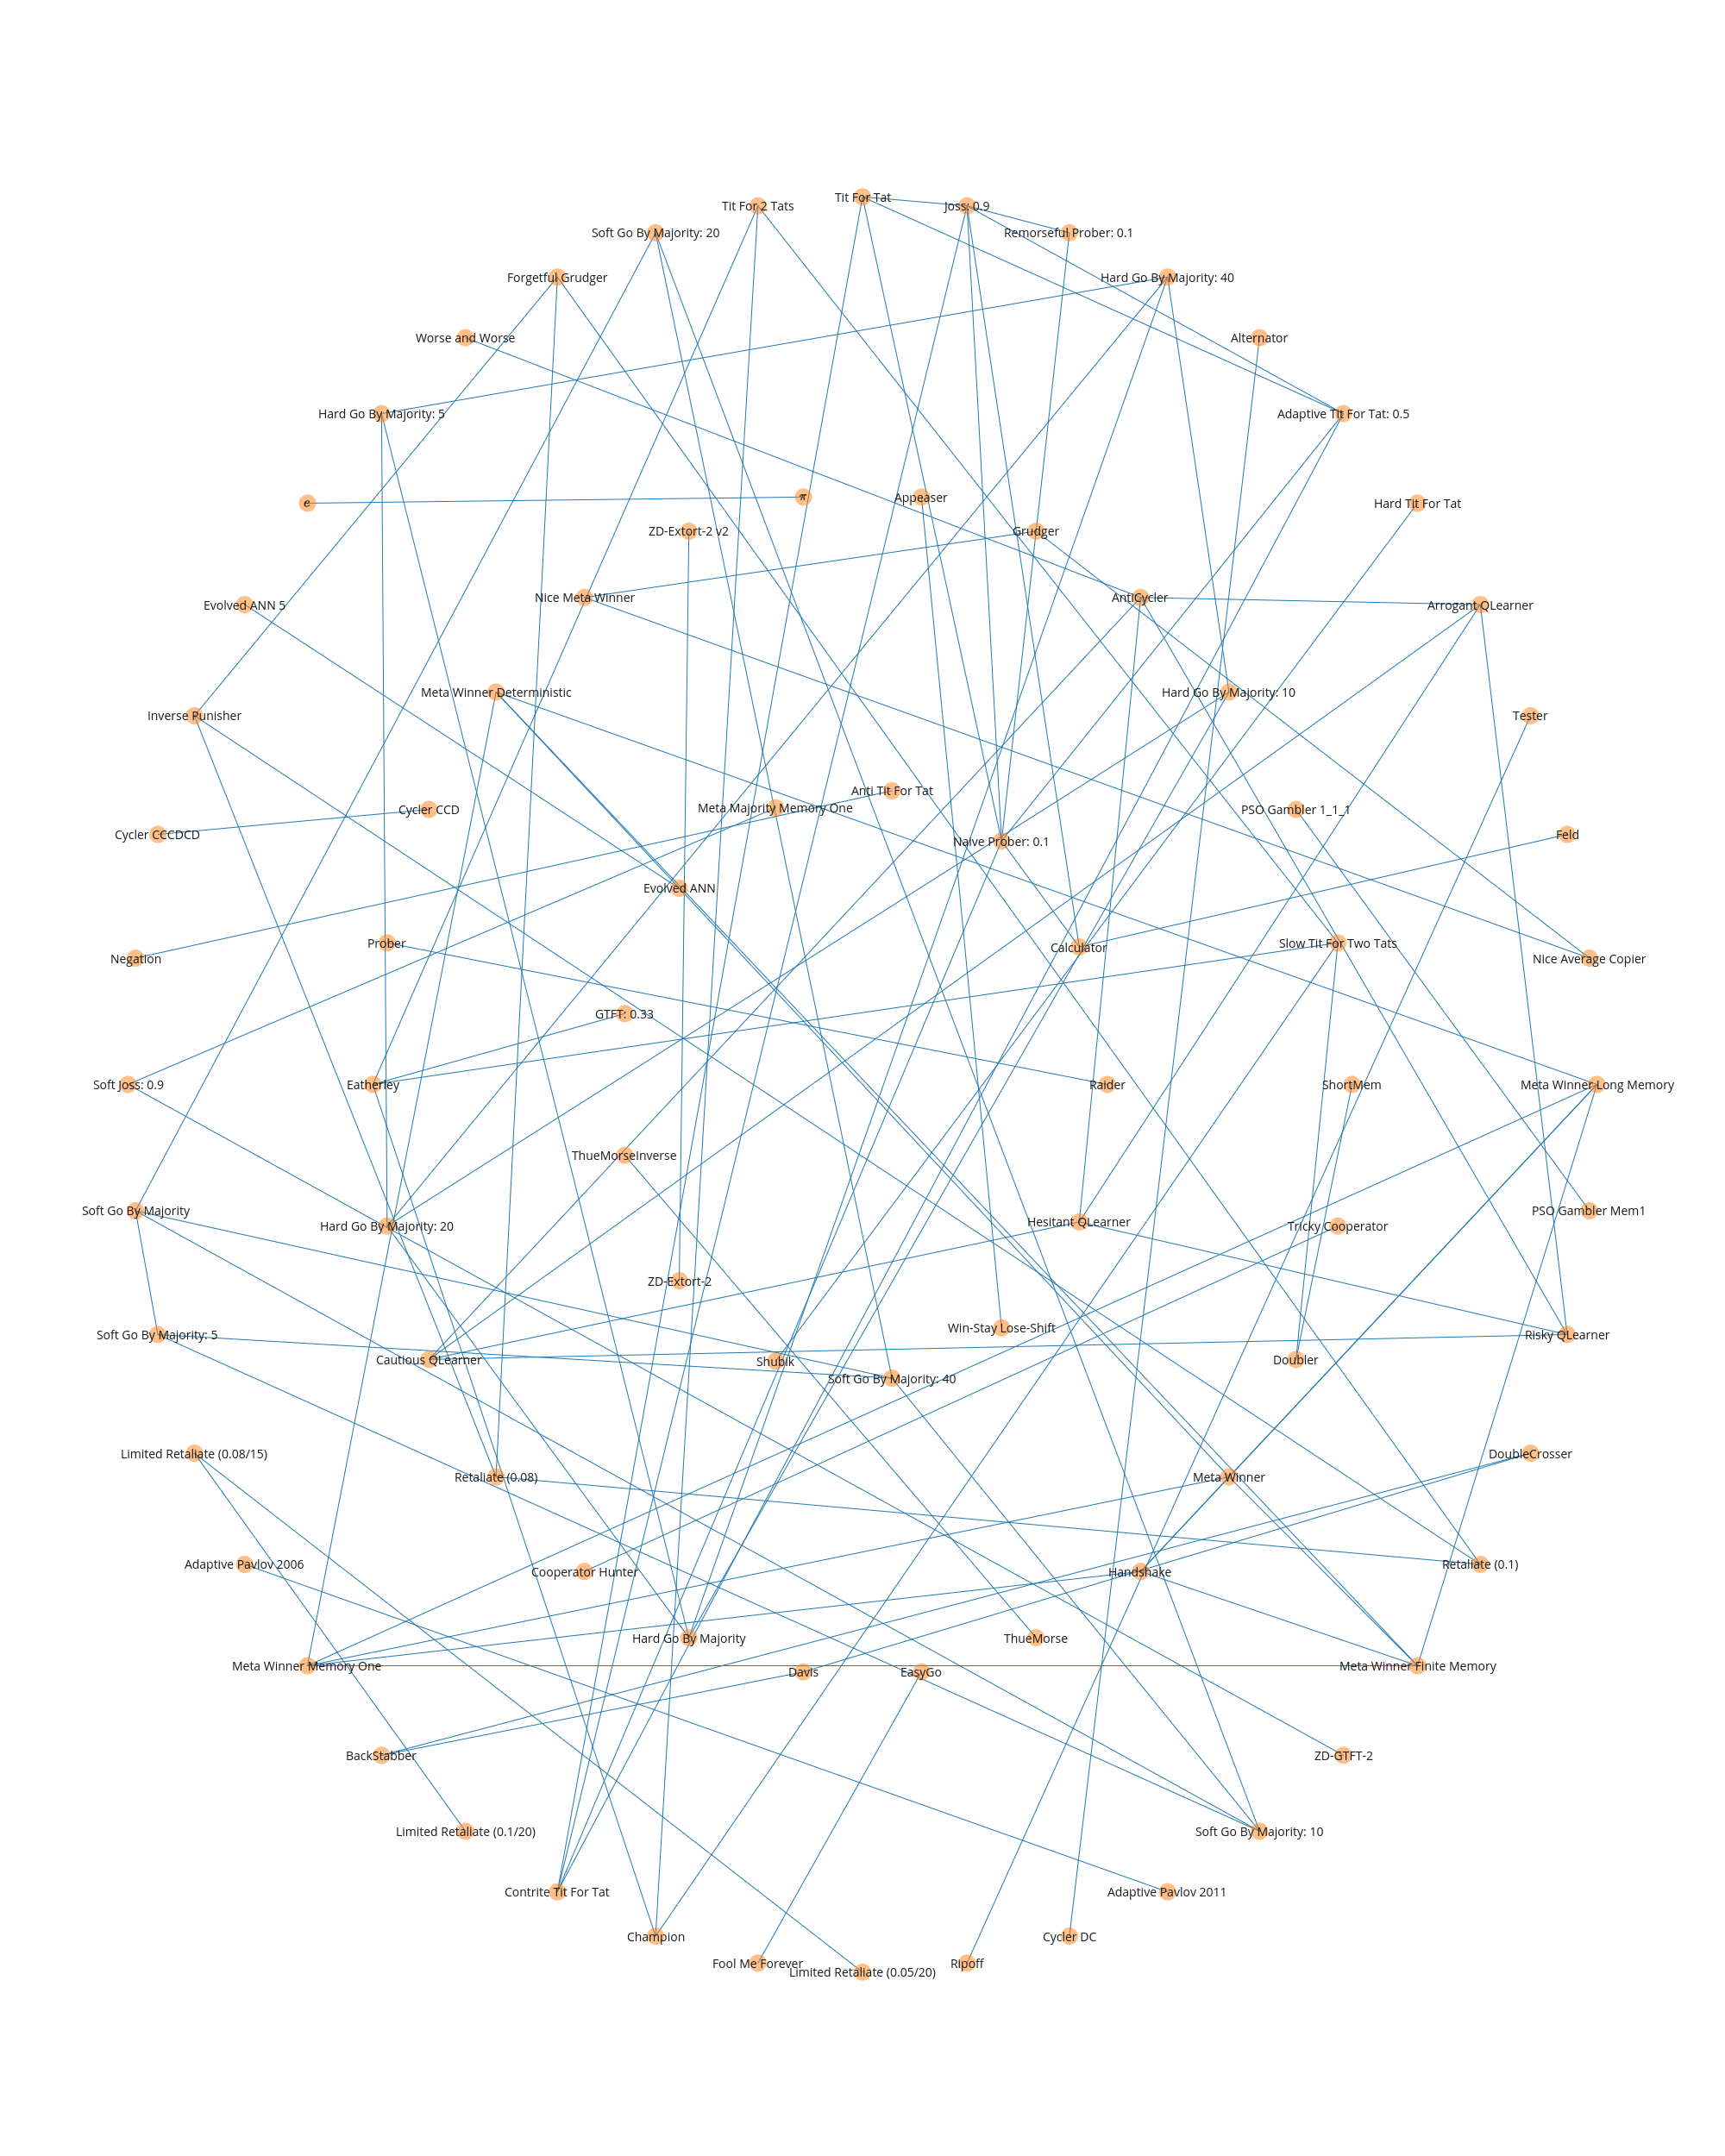 Tit For Tat
Tit For 2 Tats
Joss: 0.9
Soft Go By Majority: 20
Remorseful Prober: 0.1
Forgetful Grudger
Hard Go By Majority: 40
Worse and Worse
Alternator
Hard Go By Majority: 5
Adaptive Tit For Tat: 0.5
e
π
Appeaser
Hard Tit For Tat
ZD-Extort-2 v2
Grudger
Evolved ANN 5
Nice Meta Winner
AntiCycler
Arrogant QLearner
Meta Winner Deterministic
Hard Go By Majority: 10
Inverse Punisher
Tester
Anti Tit For Tat
Cycler CCD
Meta Majority Memory One
PSO Gambler 1_1_1
Cycler CCCDCD
Naive Prober: 0.1
Feld
Evolved ANN
Prober
Calculator
Slow Tit For Two Tats
Negation
Nice Average Copier
GTFT: 0.33
Soft Joss: 0.9
Eatherley
Raider
ShortMem
Meta Winner Long Memory
ThueMorseInverse
Soft Go By Majority
PSO Gambler Mem1
Hard Go By Majority: 20
Hesitant QLearner
Tricky Cooperator
ZD-Extort-2
Win-Stay Lose-Shift
Soft Go By Majority: 5
Risky QLearner
Cautious QLearner
Shubik
Doubler
Soft Go By Majority: 40
Limited Retaliate (0.08/15)
DoubleCrosser
Retaliate (0.08)
Meta Winner
Adaptive Pavlov 2006
Cooperator Hunter
Handshake
Retaliate (0.1)
Hard Go By Majority
ThueMorse
Meta Winner Memory One
Davis
EasyGo
Meta Winner Finite Memory
BackStabber
ZD-GTFT-2
Limited Retaliate (0.1/20)
Soft Go By Majority: 10
Contrite Tit For Tat
Adaptive Pavlov 2011
Champion
Cycler DC
Fool Me Forever
Ripoff
Limited Retaliate (0.05/20)